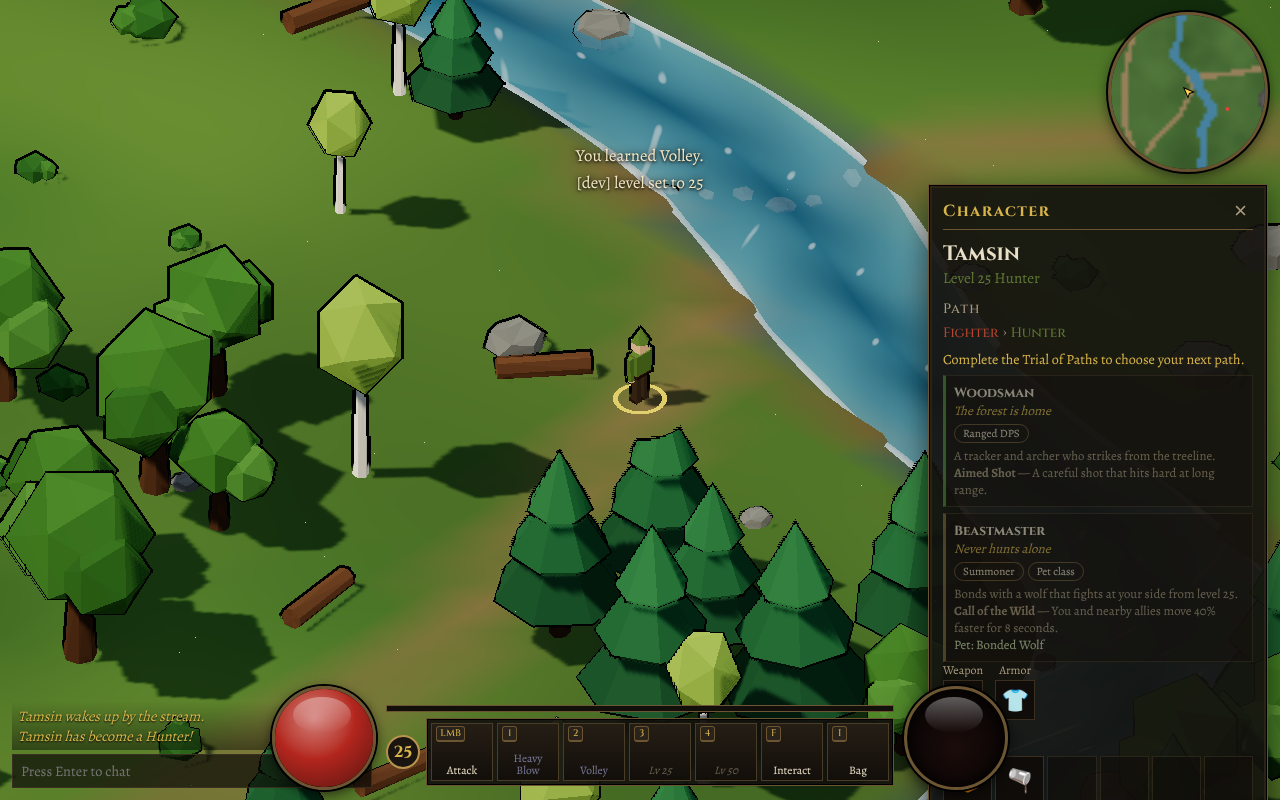 You learned Volley.
[dev] level set to 25
CHARACTER
×
TAMSIN
Level 25 Hunter
PATH
FIGHTER › HUNTER
Complete the Trial of Paths to choose your next path.
WOODSMAN
The forest is home
Ranged DPS
A tracker and archer who strikes from the treeline.
Aimed Shot — A careful shot that hits hard at long
range.
BEASTMASTER
Never hunts alone
Summoner Pet class
Bonds with a wolf that fights at your side from level 25.
Call of the Wild — You and nearby allies move 40%
faster for 8 seconds.
Pet: Bonded Wolf
Weapon Armor
Tamsin wakes up by the stream.
Tamsin has become a Hunter!
Press Enter to chat
25
LMB
Attack
1
Heavy
Blow
2
Volley
3
Lv 25
4
Lv 50
F
Interact
I
Bag